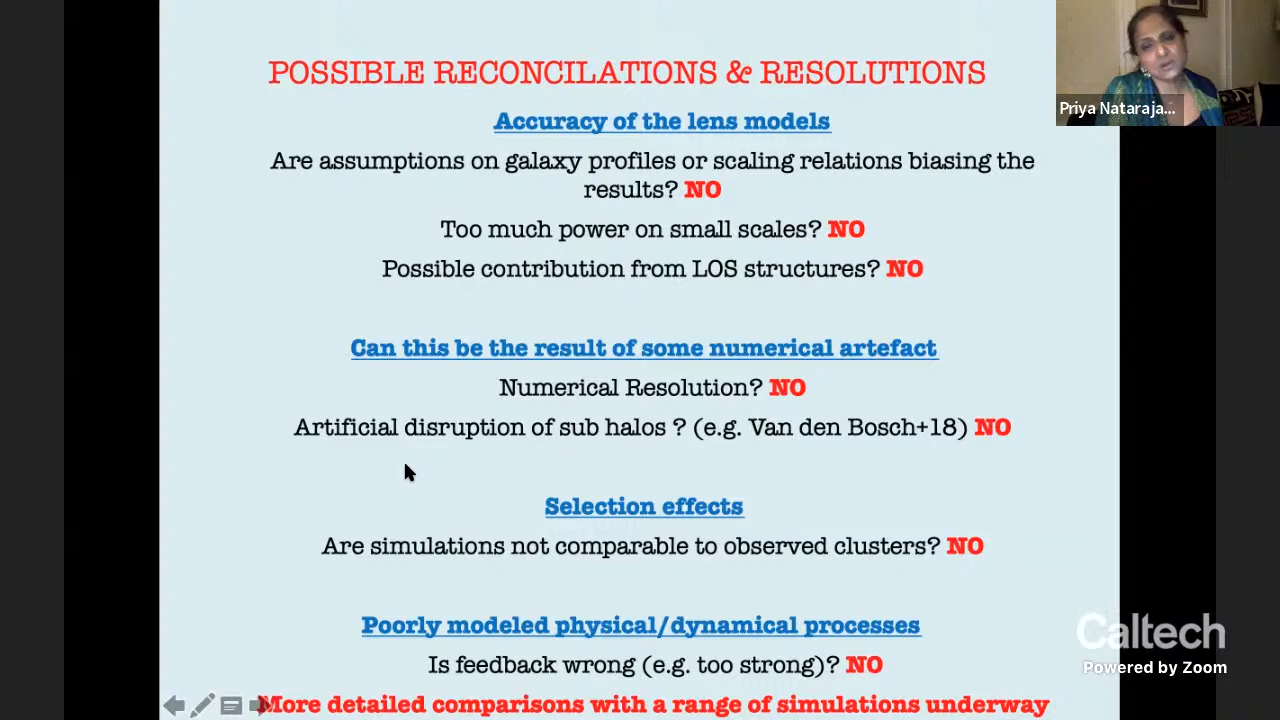 POSSIBLE RECONCILATIONS & RESOLUTIONS
Accuracy of the lens models
Are assumptions on galaxy profiles or scaling relations biasing the
results? NO
Too much power on small scales? NO
Possible contribution from LOS structures? NO
Can this be the result of some numerical artefact
Numerical Resolution? NO
Artificial disruption of sub halos ? (e.g. Van den Bosch+18) NO
Selection effects
Are simulations not comparable to observed clusters? NO
Poorly modeled physical/dynamical processes
Is feedback wrong (e.g. too strong)? NO
More detailed comparisons with a range of simulations underway
Priya Nataraja...
Caltech
Powered by Zoom